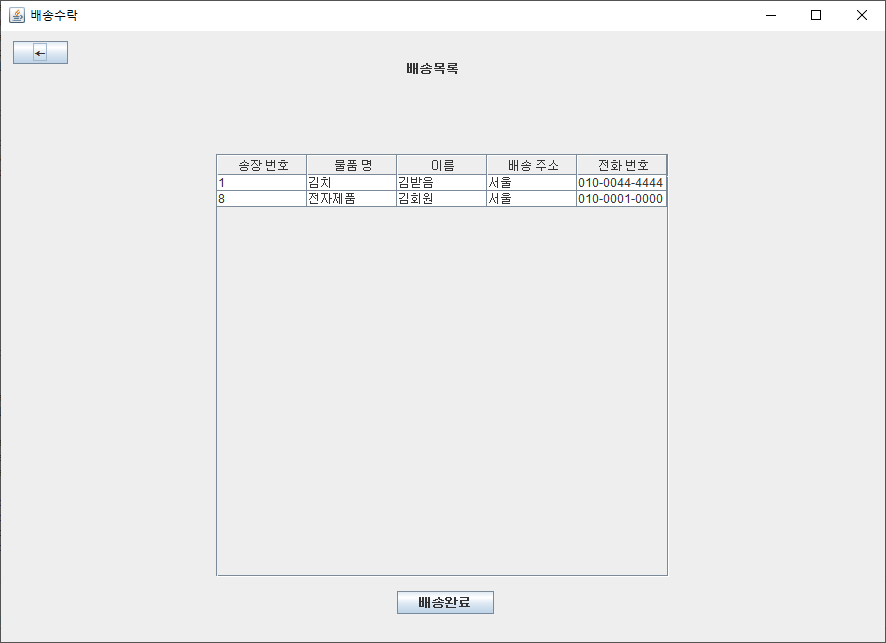 배송수락
←
배송목록
송장 번호 물품 명 이름 배송 주소 전화 번호
1 김치 김받음 서울 010-0044-4444
8 전자제품 김회원 서울 010-0001-0000
배송완료